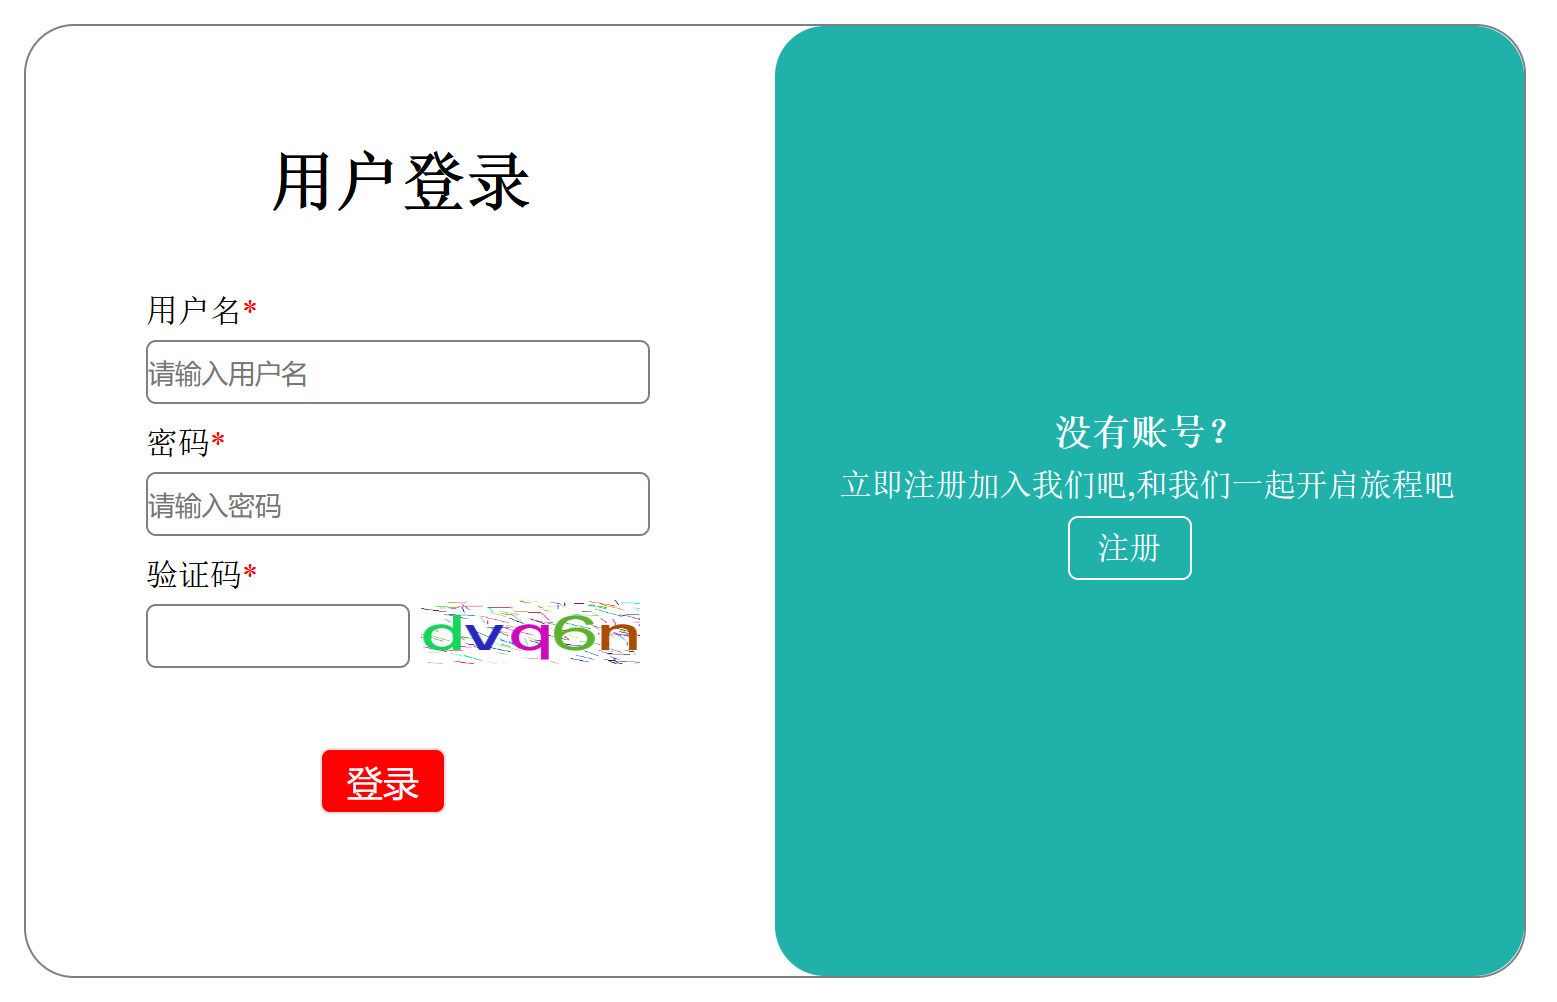 用户登录
用户名*
请输入用户名
密码*
请输入密码
验证码*
dvq6n
登录
没有账号？
立即注册加入我们吧,和我们一起开启旅程吧
注册